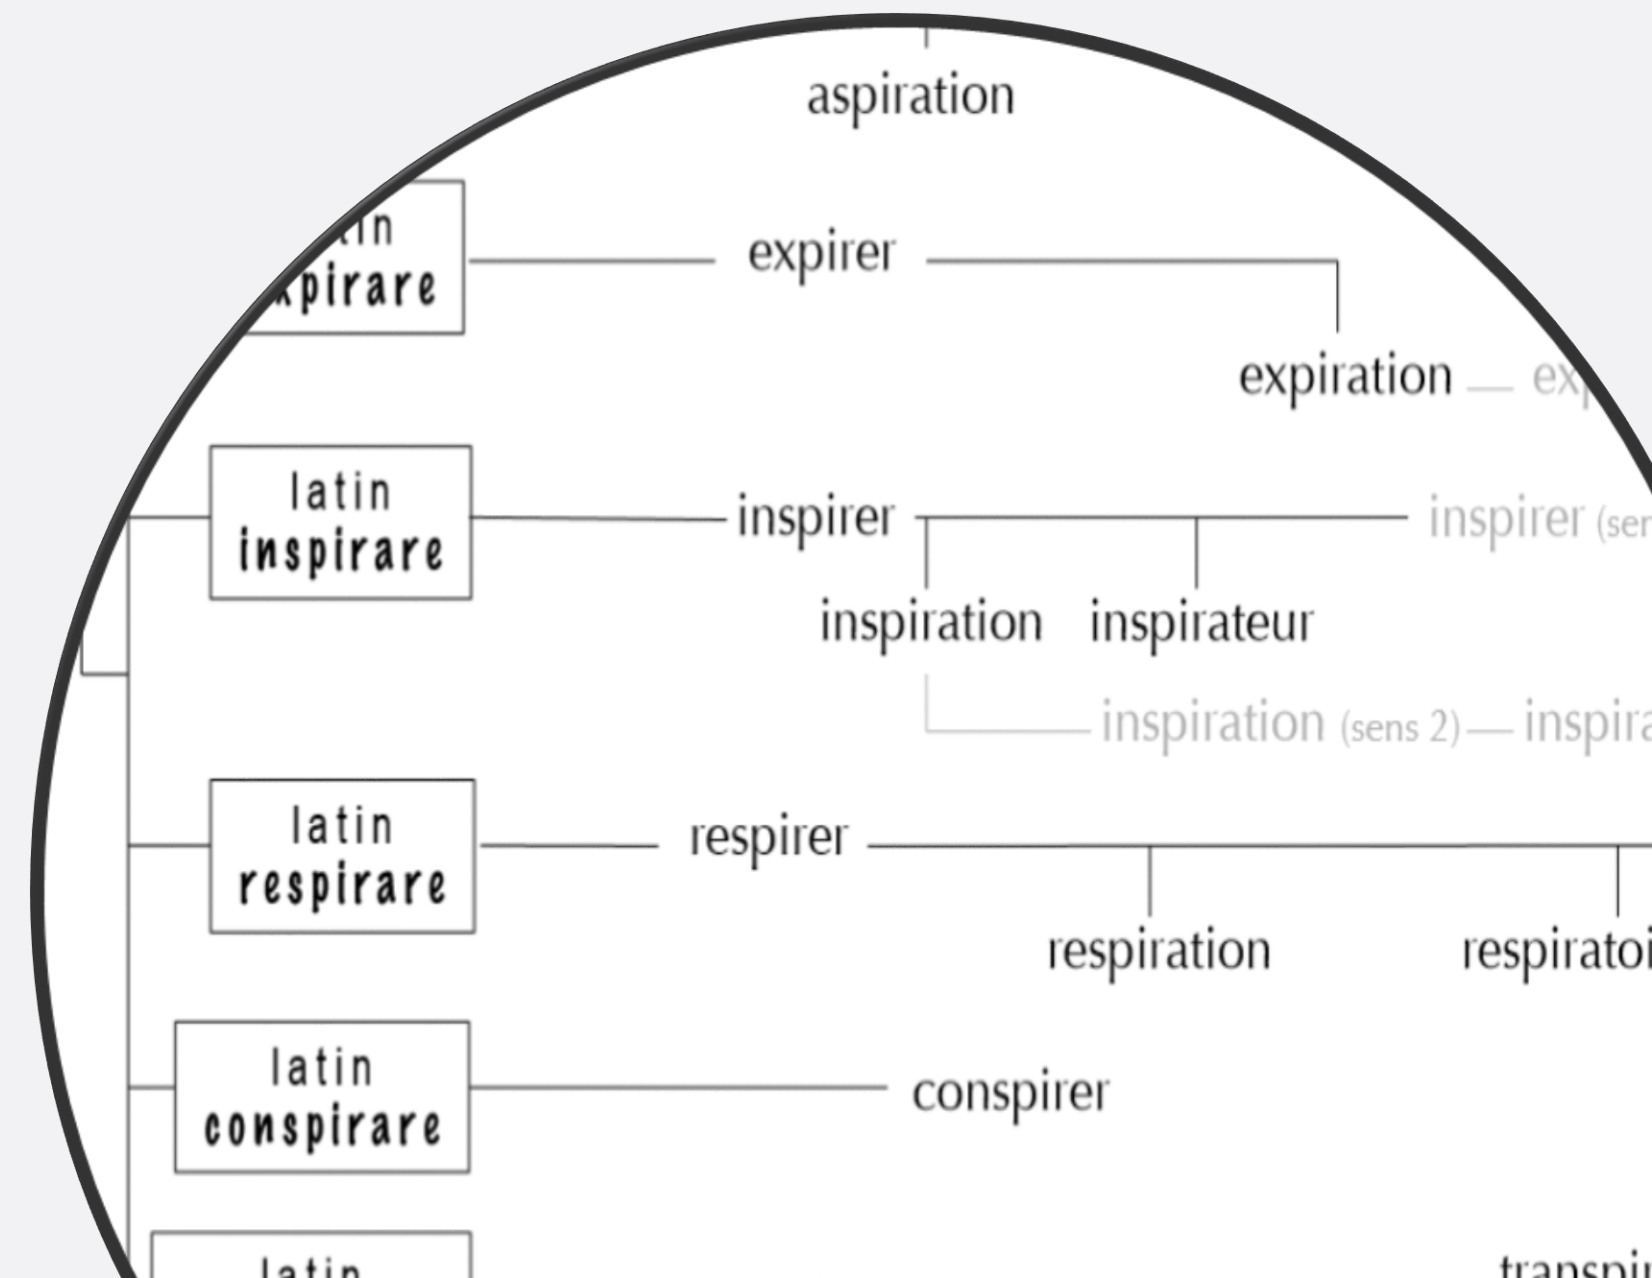 aspiration
expirer
expiration
latin
inspirare
inspirer
inspirer
inspiration inspirateur
inspiration (sens 2)
latin
respirare
respirer
respiration
latin
conspirare
conspirer
latin